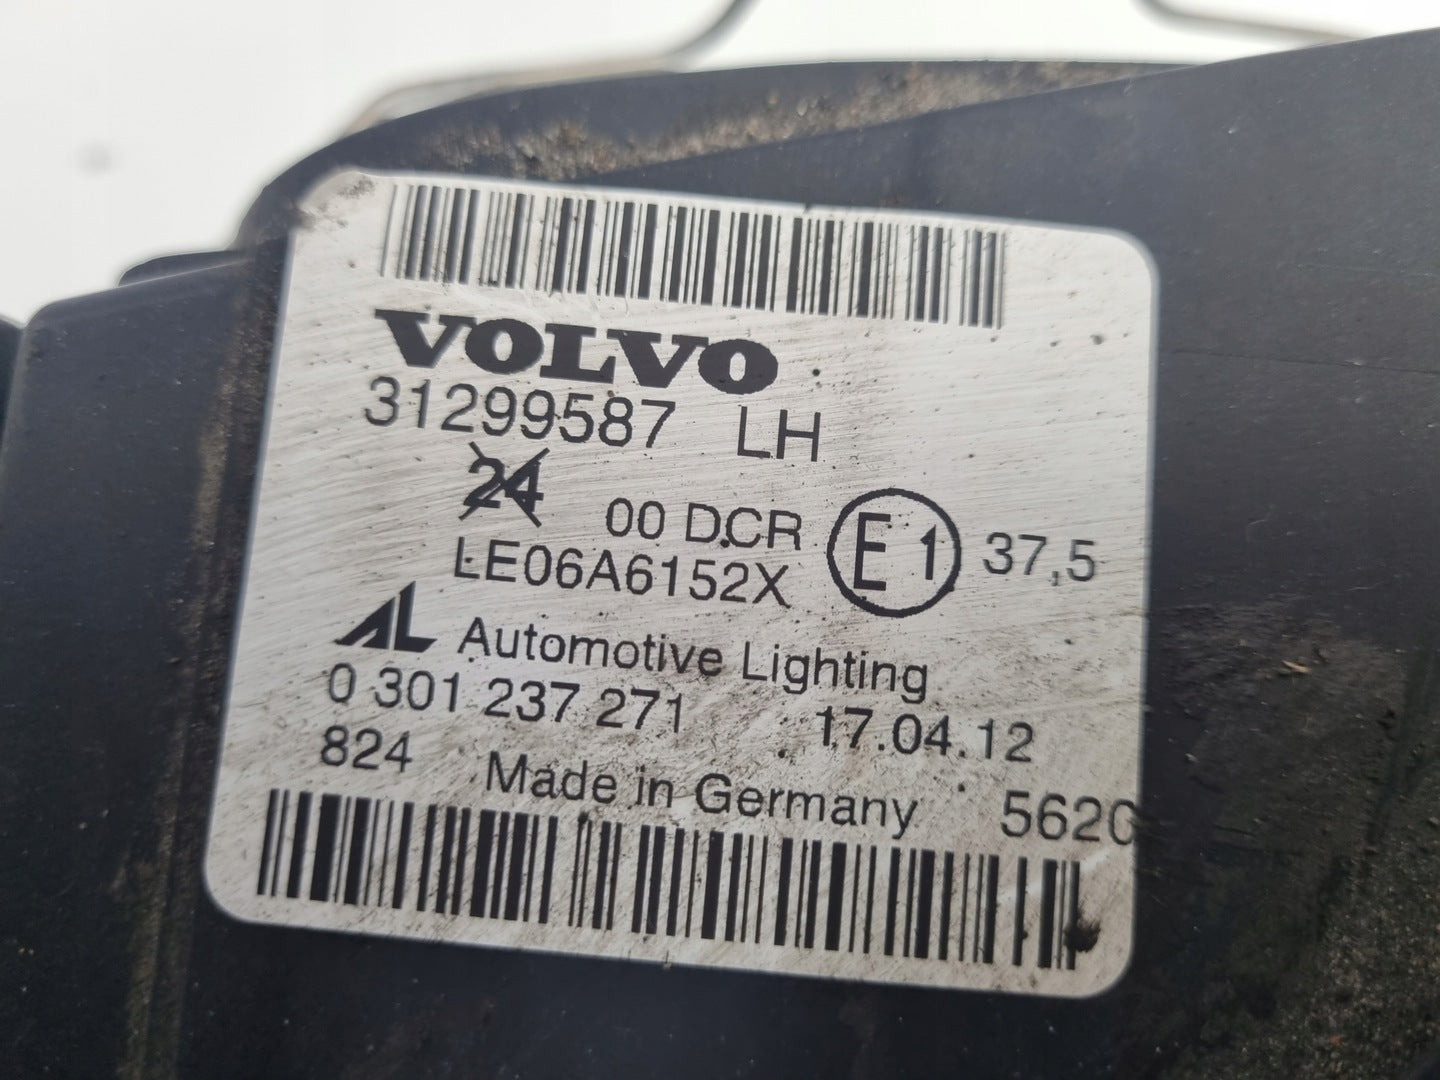 VOLVO
31299587 LH
24 00 DCR E1 37,5
LE06A6152X
AL Automotive Lighting
0 301 237 271 17.04.12
824 Made in Germany 5620